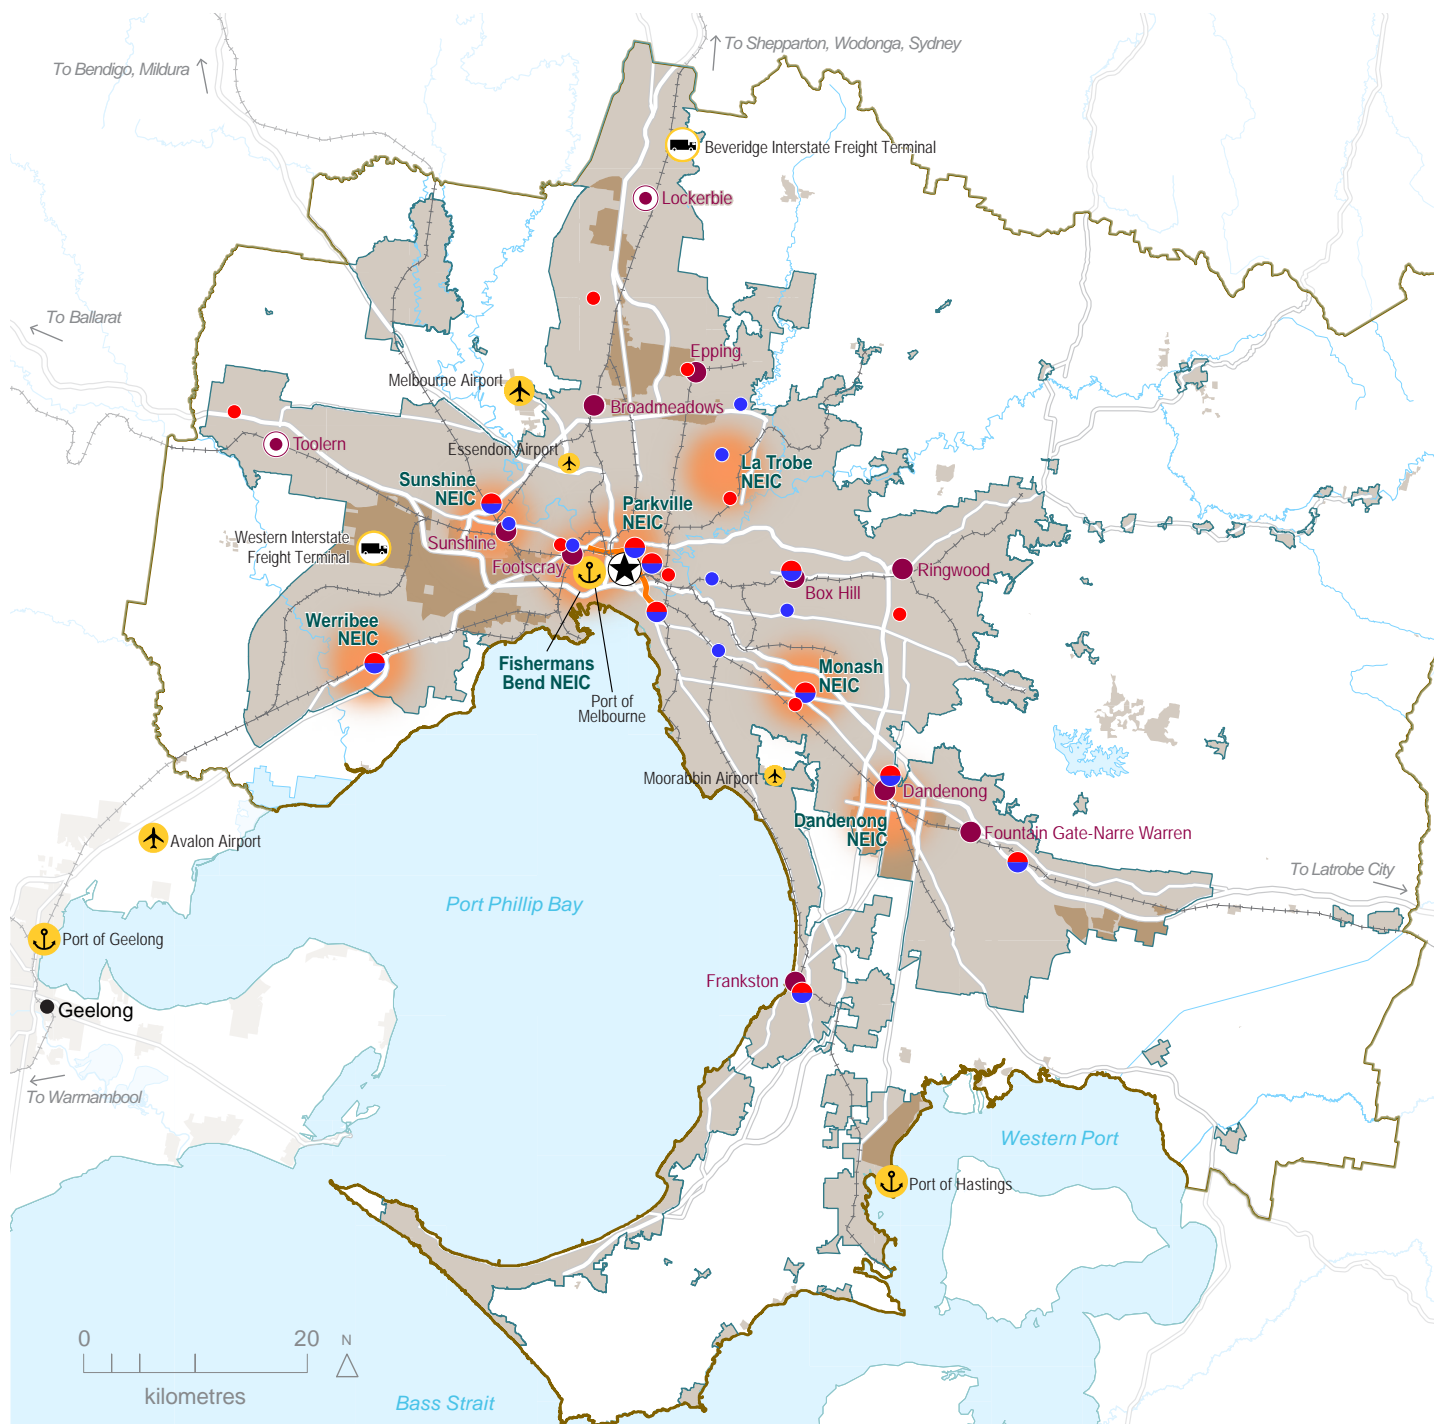 To Shepparton, Wodonga, Sydney
To Bendigo, Mildura
Beveridge Interstate Freight Terminal
Lockerbie
To Ballarat
Epping
Melbourne Airport
Broadmeadows
Toolern
Essendon Airport
La Trobe
NEIC
Sunshine
NEIC
Parkville
NEIC
Western Interstate
Freight Terminal
Sunshine
Footscray
Ringwood
Box Hill
Werribee
NEIC
Fishermans
Bend NEIC
Monash
NEIC
Port of
Melbourne
Moorabbin Airport
Dandenong
Dandenong
NEIC
Fountain Gate-Narre Warren
Avalon Airport
To Latrobe City
Port Phillip Bay
Port of Geelong
Frankston
Geelong
To Warrnambool
Western Port
Port of Hastings
0 20 N
kilometres
Bass Strait